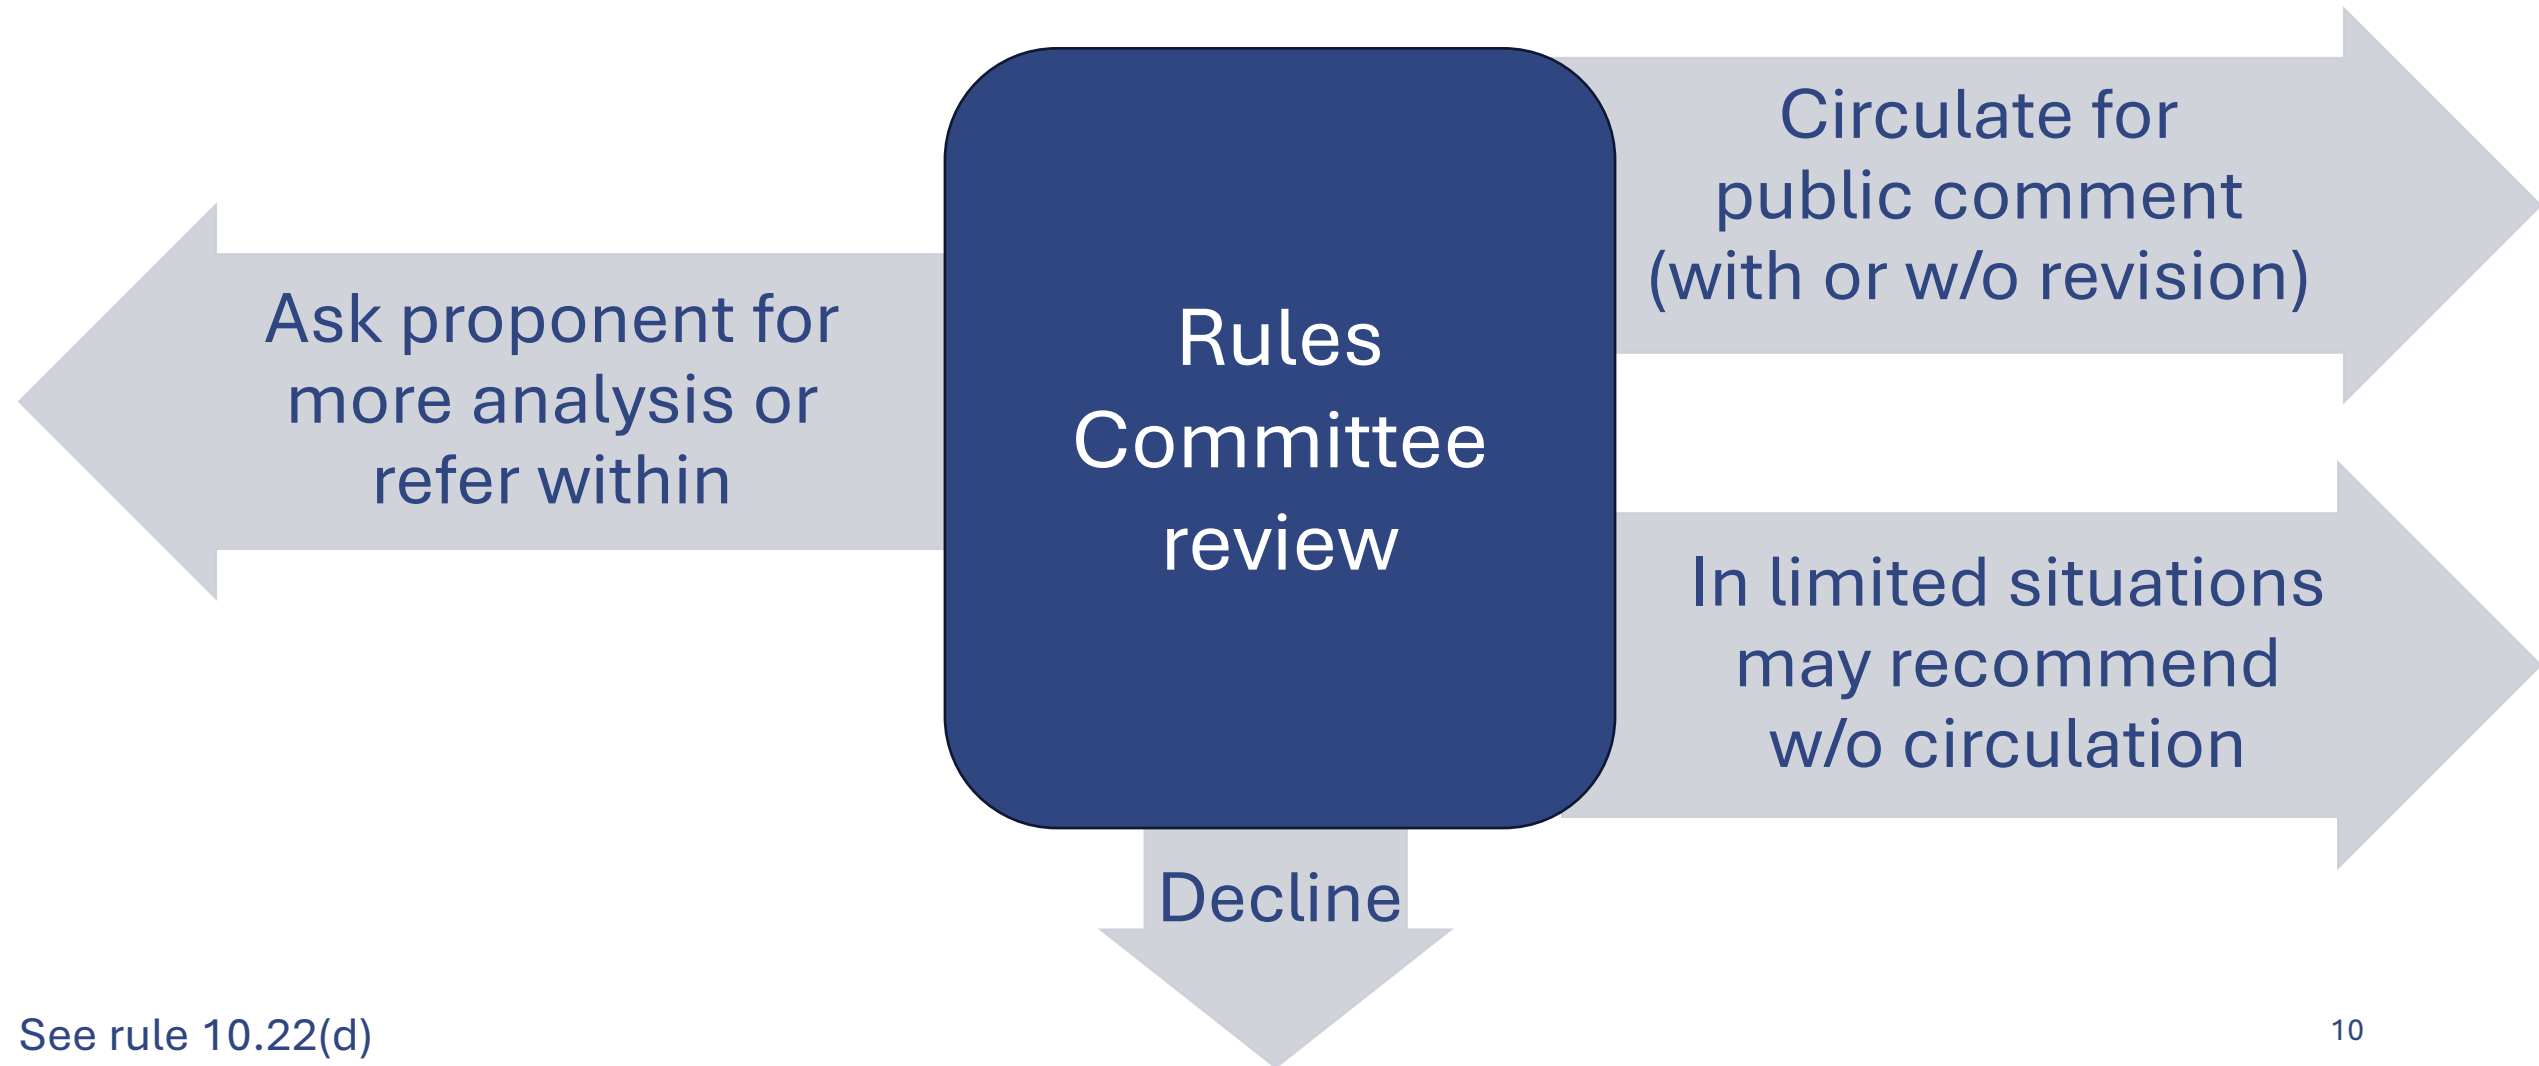 Ask proponent for
more analysis or
refer within
Rules
Committee
review
Circulate for
public comment
(with or w/o revision)
In limited situations
may recommend
w/o circulation
Decline
See rule 10.22(d)
10